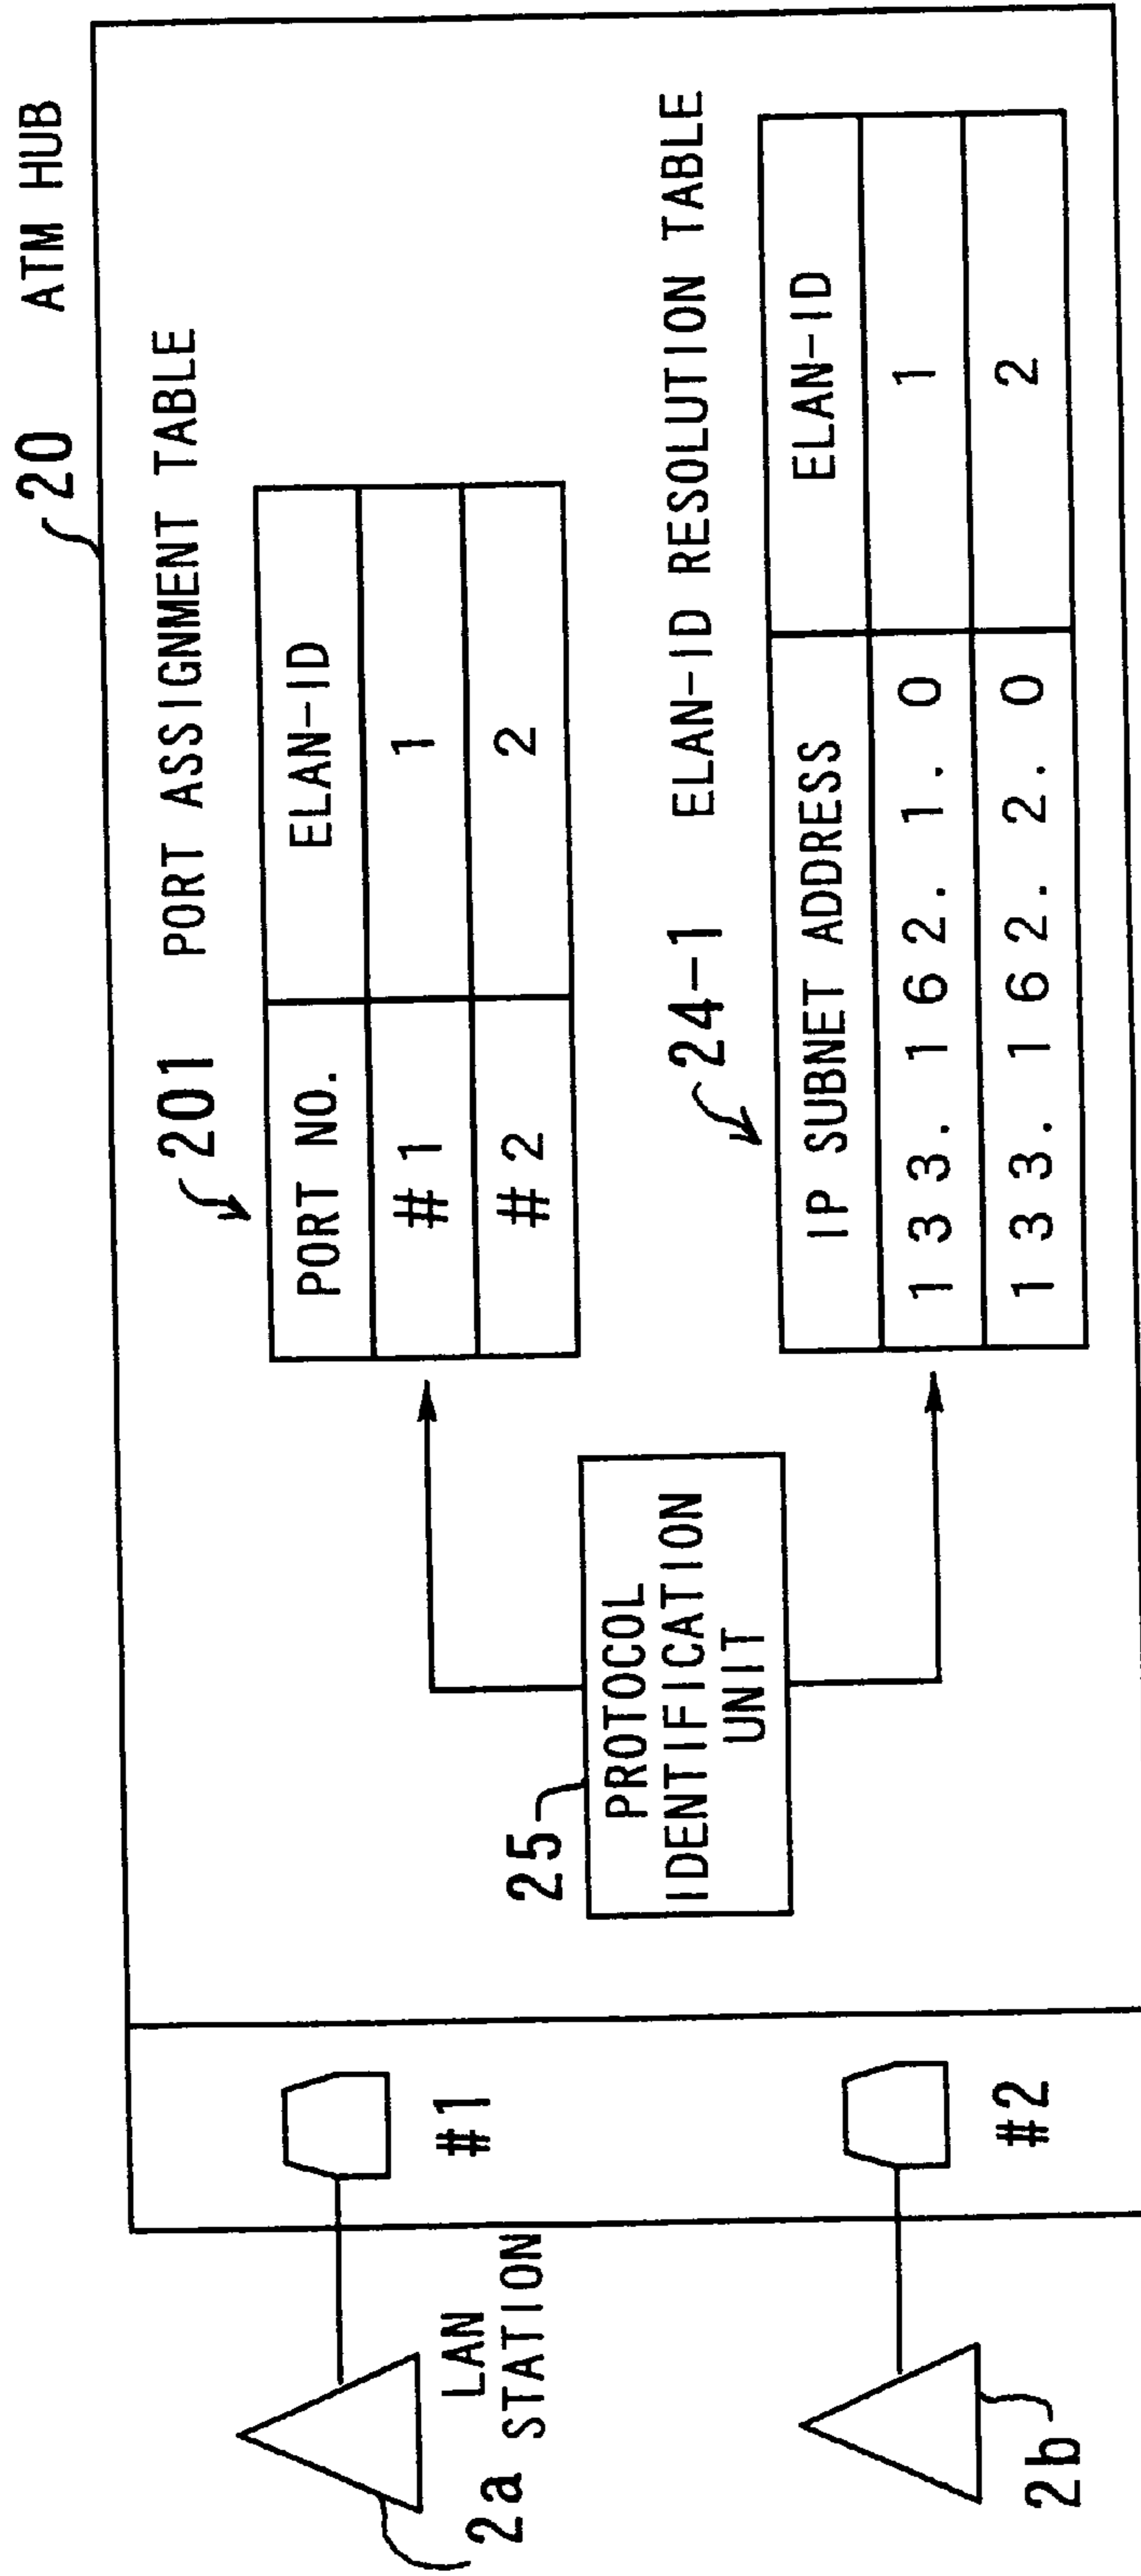 20 ATM HUB
201 PORT ASSIGNMENT TABLE
PORT NO. ELAN-ID
#1 1
#2 2
25
PROTOCOL
IDENTIFICATION
UNIT
24-1 ELAN-ID RESOLUTION TABLE
IP SUBNET ADDRESS ELAN-ID
133. 162. 1. 0 1
133. 162. 2. 0 2
#1
2a
LAN
STATION
#2
2b